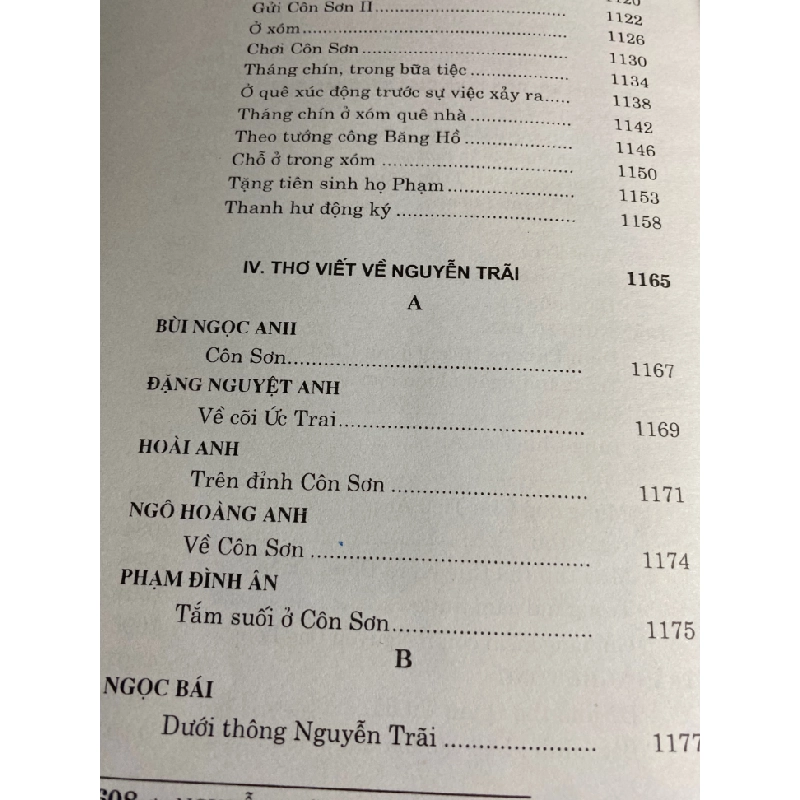 Gửi Côn Sơn II 1122
Ở xóm 1126
Chơi Côn Sơn 1130
Tháng chín, trong bữa tiệc 1134
Ở quê xúc động trước sự việc xảy ra 1138
Tháng chín ở xóm quê nhà 1142
Theo tướng công Băng Hồ 1146
Chỗ ở trong xóm 1150
Tặng tiên sinh họ Phạm 1153
Thanh hư động ký 1158
IV. THƠ VIẾT VỀ NGUYỄN TRÃI 1165
A
BÙI NGỌC ANH
Côn Sơn 1167
ĐẶNG NGUYỆT ANH
Về cõi Ức Trai 1169
HOÀI ANH
Trên đỉnh Côn Sơn 1171
NGÔ HOÀNG ANH
Về Côn Sơn 1174
PHẠM ĐÌNH ÂN
Tắm suối ở Côn Sơn 1175
B
NGỌC BÁI
Dưới thông Nguyễn Trãi 1177